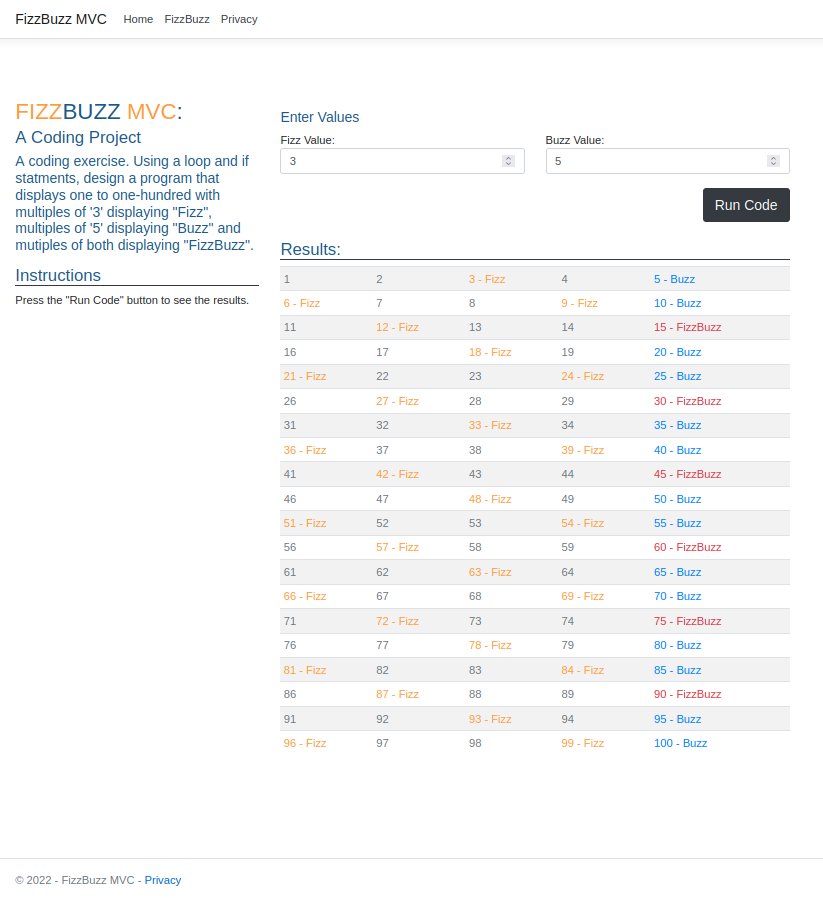 FizzBuzz MVC Home FizzBuzz Privacy
FIZZBUZZ MVC:
A Coding Project
A coding exercise. Using a loop and if
statments, design a program that
displays one to one-hundred with
multiples of '3' displaying "Fizz",
multiples of '5' displaying "Buzz" and
mutiples of both displaying "FizzBuzz".
Instructions
Press the "Run Code" button to see the results.
Enter Values
Fizz Value: Buzz Value:
3 5
Run Code
Results:
1 2 3 - Fizz 4 5 - Buzz
6 - Fizz 7 8 9 - Fizz 10 - Buzz
11 12 - Fizz 13 14 15 - FizzBuzz
16 17 18 - Fizz 19 20 - Buzz
21 - Fizz 22 23 24 - Fizz 25 - Buzz
26 27 - Fizz 28 29 30 - FizzBuzz
31 32 33 - Fizz 34 35 - Buzz
36 - Fizz 37 38 39 - Fizz 40 - Buzz
41 42 - Fizz 43 44 45 - FizzBuzz
46 47 48 - Fizz 49 50 - Buzz
51 - Fizz 52 53 54 - Fizz 55 - Buzz
56 57 - Fizz 58 59 60 - FizzBuzz
61 62 63 - Fizz 64 65 - Buzz
66 - Fizz 67 68 69 - Fizz 70 - Buzz
71 72 - Fizz 73 74 75 - FizzBuzz
76 77 78 - Fizz 79 80 - Buzz
81 - Fizz 82 83 84 - Fizz 85 - Buzz
86 87 - Fizz 88 89 90 - FizzBuzz
91 92 93 - Fizz 94 95 - Buzz
96 - Fizz 97 98 99 - Fizz 100 - Buzz
© 2022 - FizzBuzz MVC - Privacy